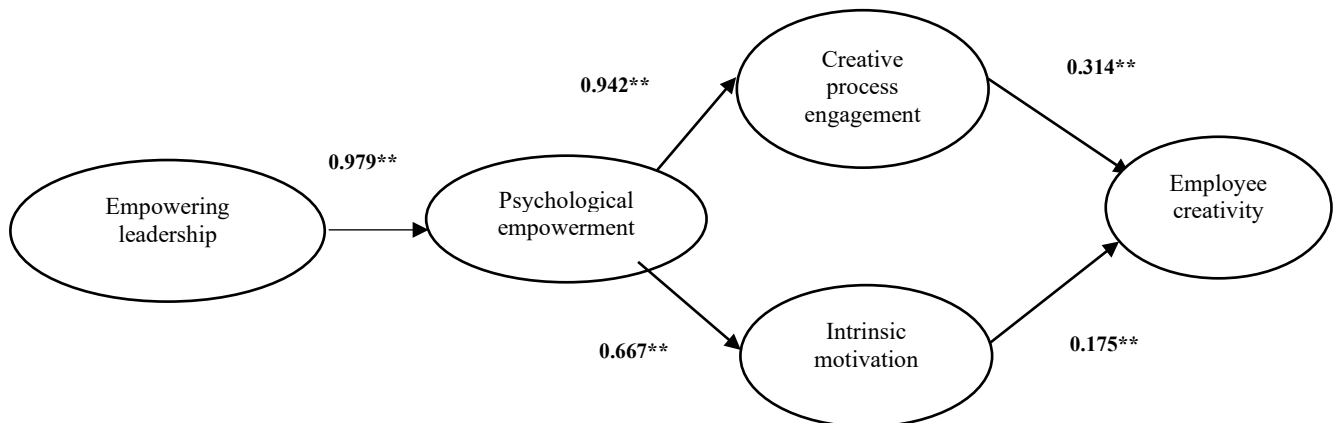 Empowering
leadership
0.979**
Psychological
empowerment
0.942**
Creative
process
engagement
0.314**
0.667**
Intrinsic
motivation
0.175**
Employee
creativity